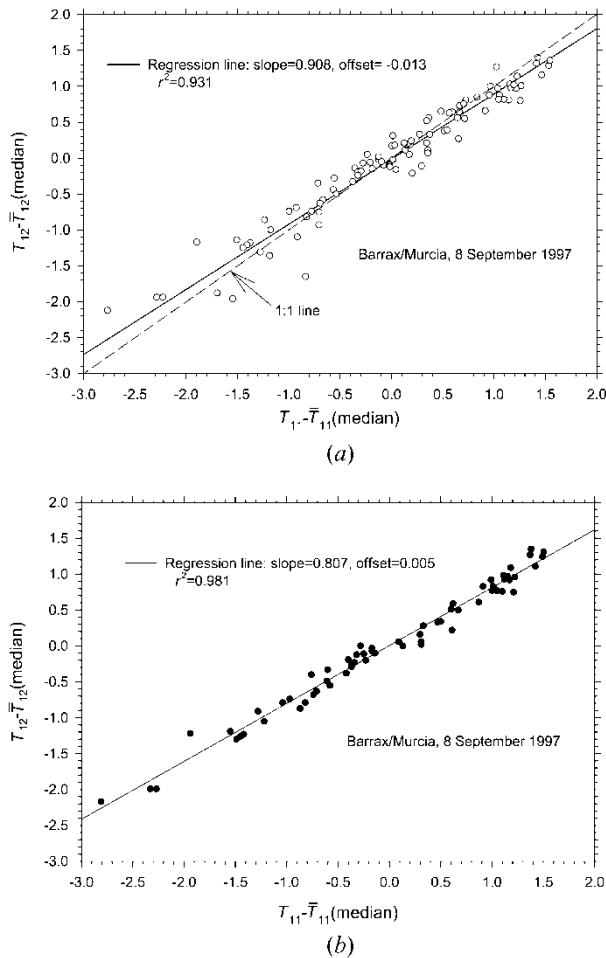 2.0
1.5
1.0
0.5
0.0
-0.5
-1.0
-1.5
-2.0
-2.5
-3.0
T12-T̅12(median)
Regression line: slope=0.908, offset= -0.013
r²=0.931
Barrax/Murcia, 8 September 1997
1:1 line
-3.0 -2.5 -2.0 -1.5 -1.0 -0.5 0.0 0.5 1.0 1.5 2.0
T1·-T̅11(median)
(a)
2.0
1.5
1.0
0.5
0.0
-0.5
-1.0
-1.5
-2.0
-2.5
-3.0
T12-T̅12(median)
Regression line: slope=0.807, offset=0.005
r²=0.981
Barrax/Murcia, 8 September 1997
-3.0 -2.5 -2.0 -1.5 -1.0 -0.5 0.0 0.5 1.0 1.5 2.0
T11-T̅11(median)
(b)